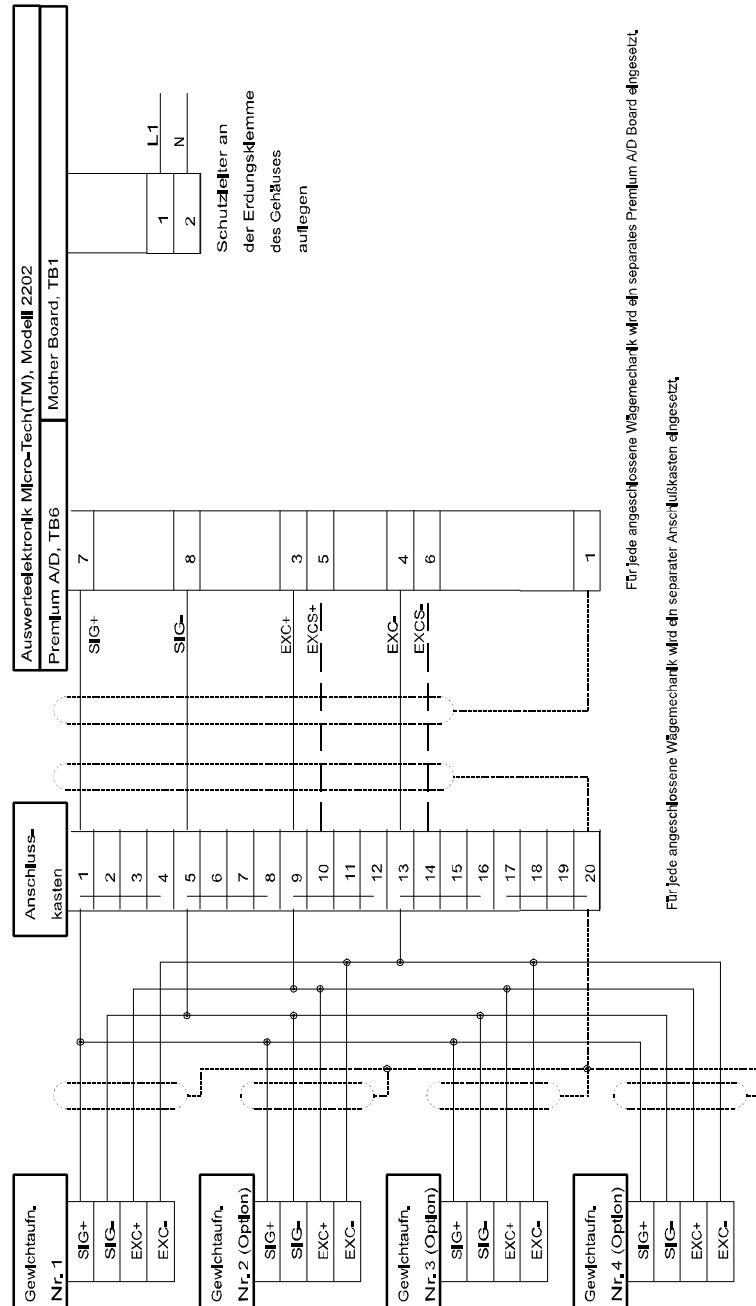 Auswerteelektronik Micro-Tech(TM), Modell 2202
Premium A/D, TB6
Mother Board, TB1
7
8
3
5
4
6
1
SIG+
SIG-
EXC+
EXCS+
EXC-
EXCS-
1
2
L1
N
Schutzleiter an
der Erdungsklemme
des Gehäuses
auflegen
Anschluss-
kasten
1
2
3
4
5
6
7
8
9
10
11
12
13
14
15
16
17
18
19
20
Gewichtaufn.
Nr. 1
SIG+
SIG-
EXC+
EXC-
Gewichtaufn.
Nr. 2 (Option)
SIG+
SIG-
EXC+
EXC-
Gewichtaufn.
Nr. 3 (Option)
SIG+
SIG-
EXC+
EXC-
Gewichtaufn.
Nr. 4 (Option)
SIG+
SIG-
EXC+
EXC-
Für jede angeschlossene Wägemechanik wird ein separater Anschlußkasten eingesetzt.
Für jede angeschlossene Wägemechanik wird ein separates Premium A/D Board eingesetzt.